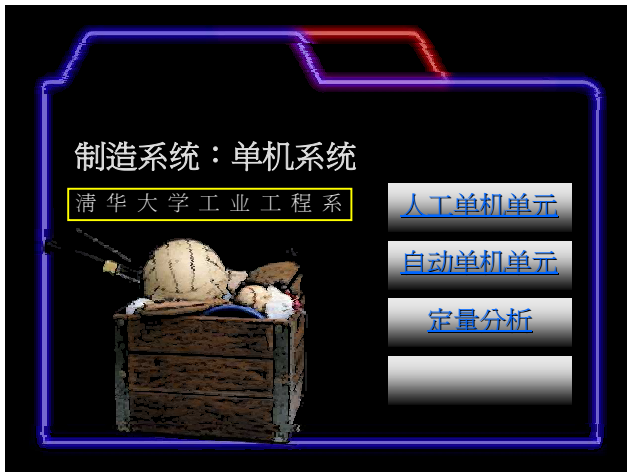 制造系统：单机系统
清华大学工业工程系
人工单机单元
自动单机单元
定量分析